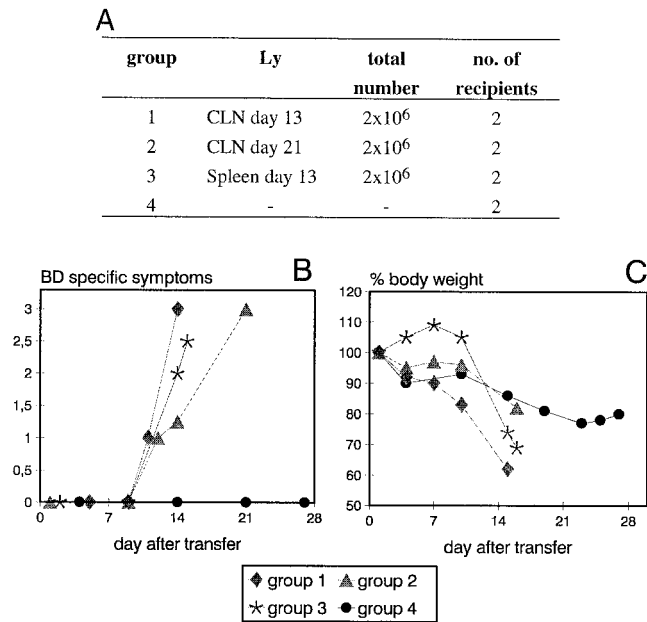 A
group Ly total number no. of recipients
1 CLN day 13 2x10⁶ 2
2 CLN day 21 2x10⁶ 2
3 Spleen day 13 2x10⁶ 2
4 - - 2
BD specific symptoms B
3
2,5
2
1,5
1
0,5
0
0 7 14 21 28
day after transfer
% body weight C
120
110
100
90
80
70
60
50
0 7 14 21 28
day after transfer
group 1 group 2
group 3 group 4